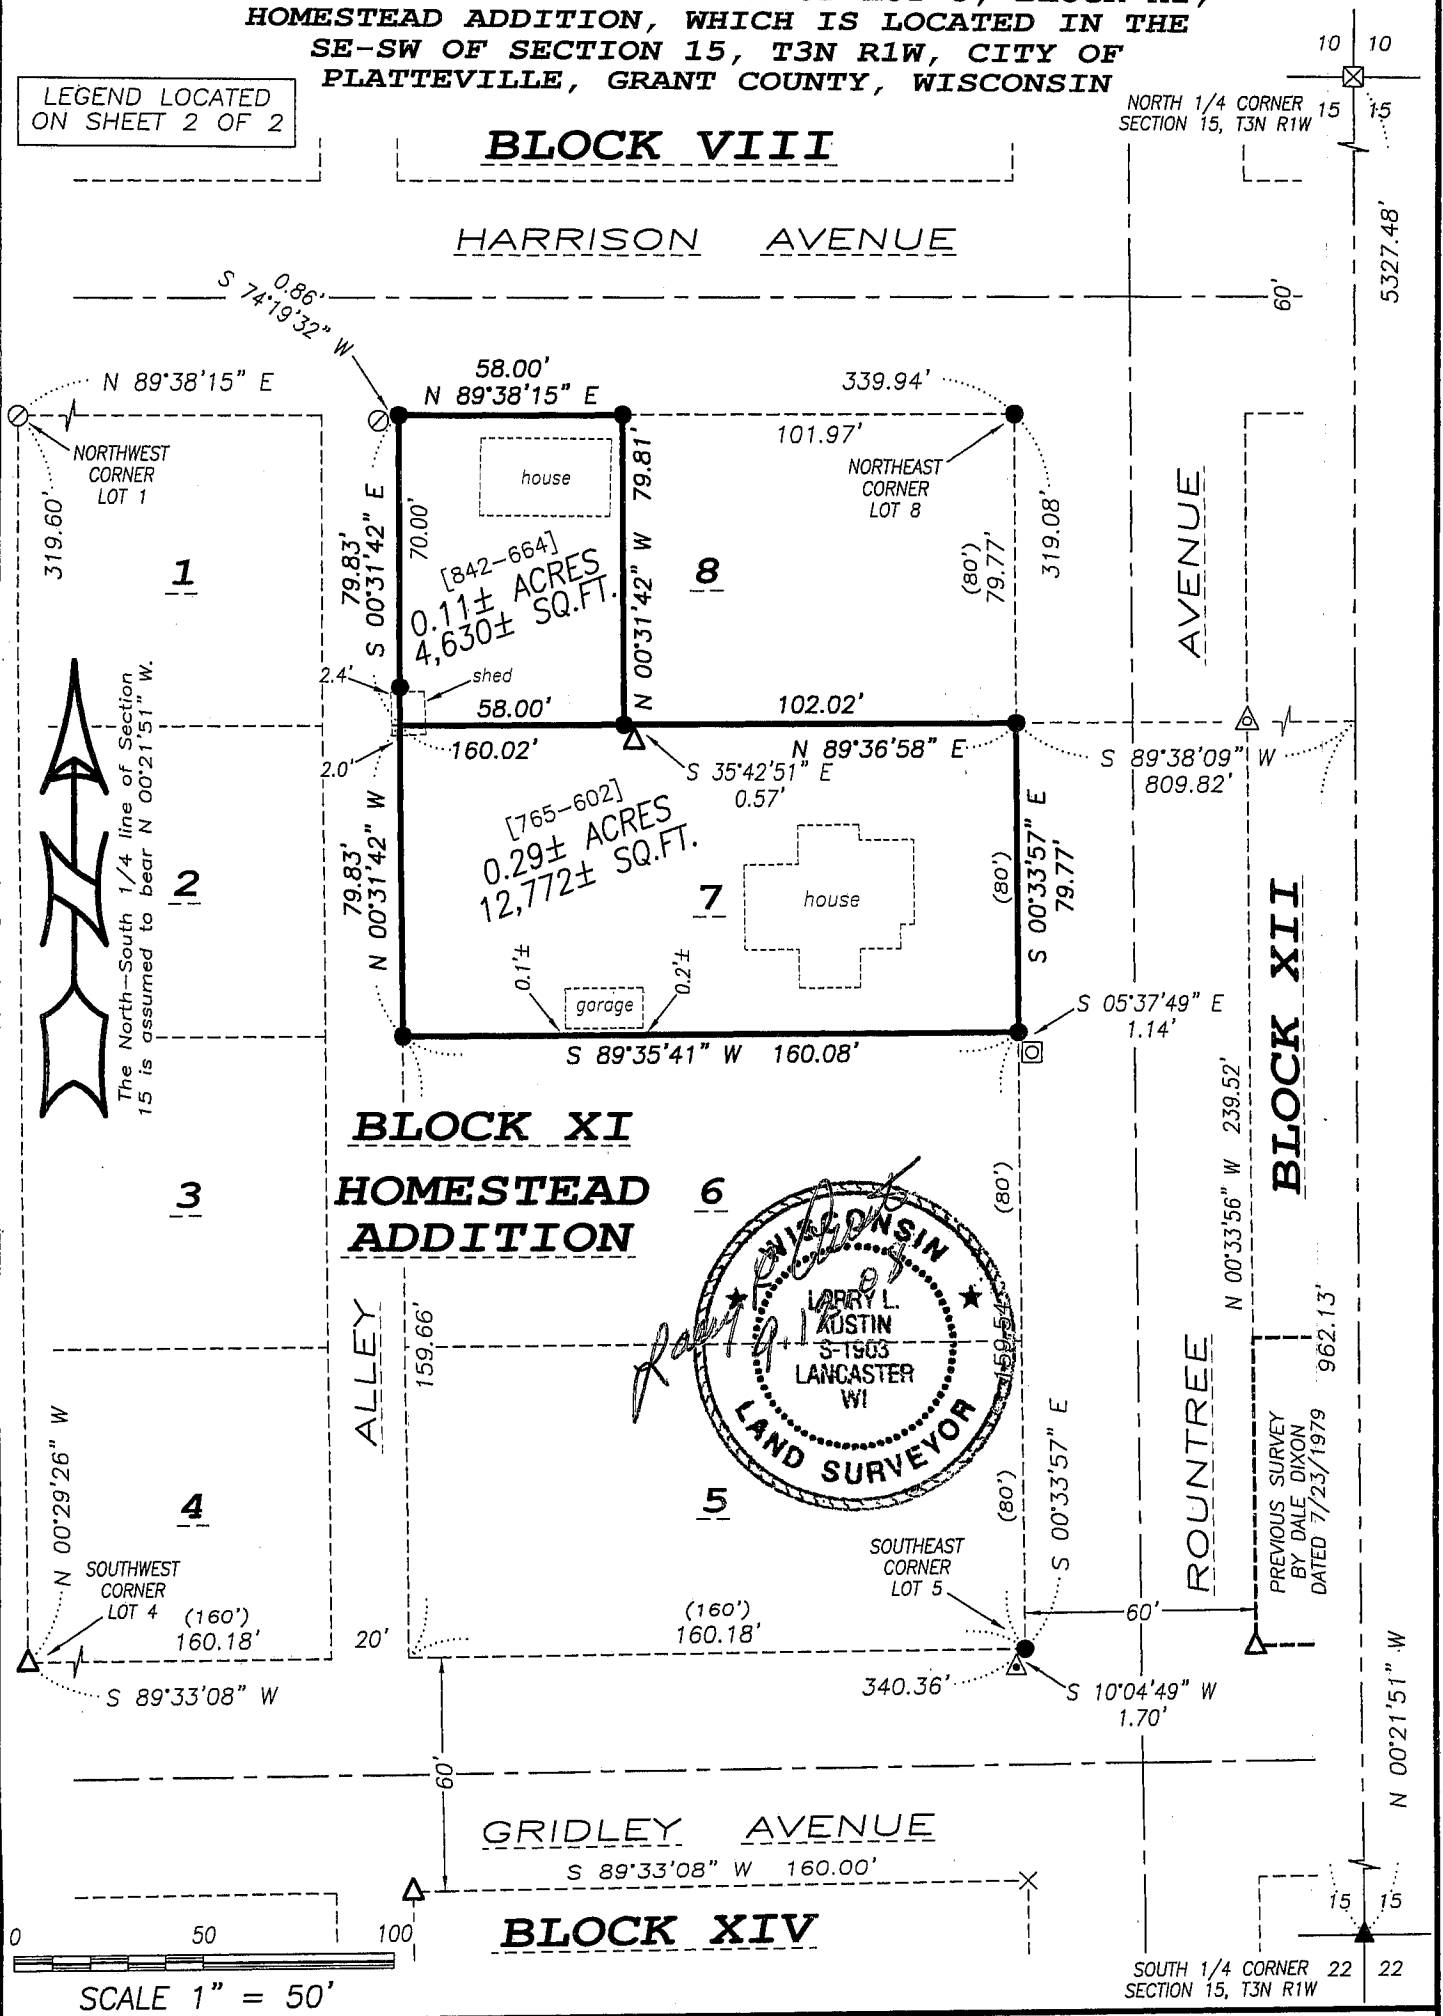 HOMESTEAD ADDITION, WHICH IS LOCATED IN THE
SE-SW OF SECTION 15, T3N R1W, CITY OF
PLATTEVILLE, GRANT COUNTY, WISCONSIN
LEGEND LOCATED
ON SHEET 2 OF 2
10 10
NORTH 1/4 CORNER
SECTION 15, T3N R1W
15 15
BLOCK VIII
HARRISON AVENUE
5327.48'
60'
0.86'
S 74°19'32" W
N 89°38'15" E
58.00'
N 89°38'15" E
339.94'
101.97'
NORTHWEST
CORNER
LOT 1
NORTHEAST
CORNER
LOT 8
319.60'
house
79.83'
S 00°31'42" E
70.00'
79.81'
N 00°31'42" W
[842-664]
0.11± ACRES
4,630± SQ.FT.
1
8
(80')
79.77'
319.08'
AVENUE
2.4'
shed
58.00'
102.02'
160.02'
N 89°36'58" E
2.0'
S 35°42'51" E
0.57'
S 89°38'09" W
809.82'
The North-South 1/4 line of Section
15 is assumed to bear N 00°21'51" W.
2
79.83'
N 00°31'42" W
[765-602]
0.29± ACRES
12,772± SQ.FT.
7
house
(80')
S 00°33'57" E
79.77'
0.1'±
garage
0.2'±
S 89°35'41" W 160.08'
S 05°37'49" E
1.14'
BLOCK XII
BLOCK XI
HOMESTEAD
ADDITION
3
6
(80')
N 00°33'56" W 239.52'
WISCONSIN
LARRY L.
AUSTIN
S-1903
LANCASTER
WI
LAND SURVEYOR
ALLEY
159.66'
159.54'
962.13'
N 00°29'26" W
4
5
(80')
S 00°33'57" E
ROUNTREE
PREVIOUS SURVEY
BY DALE DIXON
DATED 7/23/1979
SOUTHWEST
CORNER
LOT 4
SOUTHEAST
CORNER
LOT 5
(160')
160.18'
20'
(160')
160.18'
60'
S 89°33'08" W
340.36'
S 10°04'49" W
1.70'
N 00°21'51" W
60'
GRIDLEY AVENUE
S 89°33'08" W 160.00'
BLOCK XIV
15 15
0 50 100
SCALE 1" = 50'
SOUTH 1/4 CORNER
SECTION 15, T3N R1W
22 22